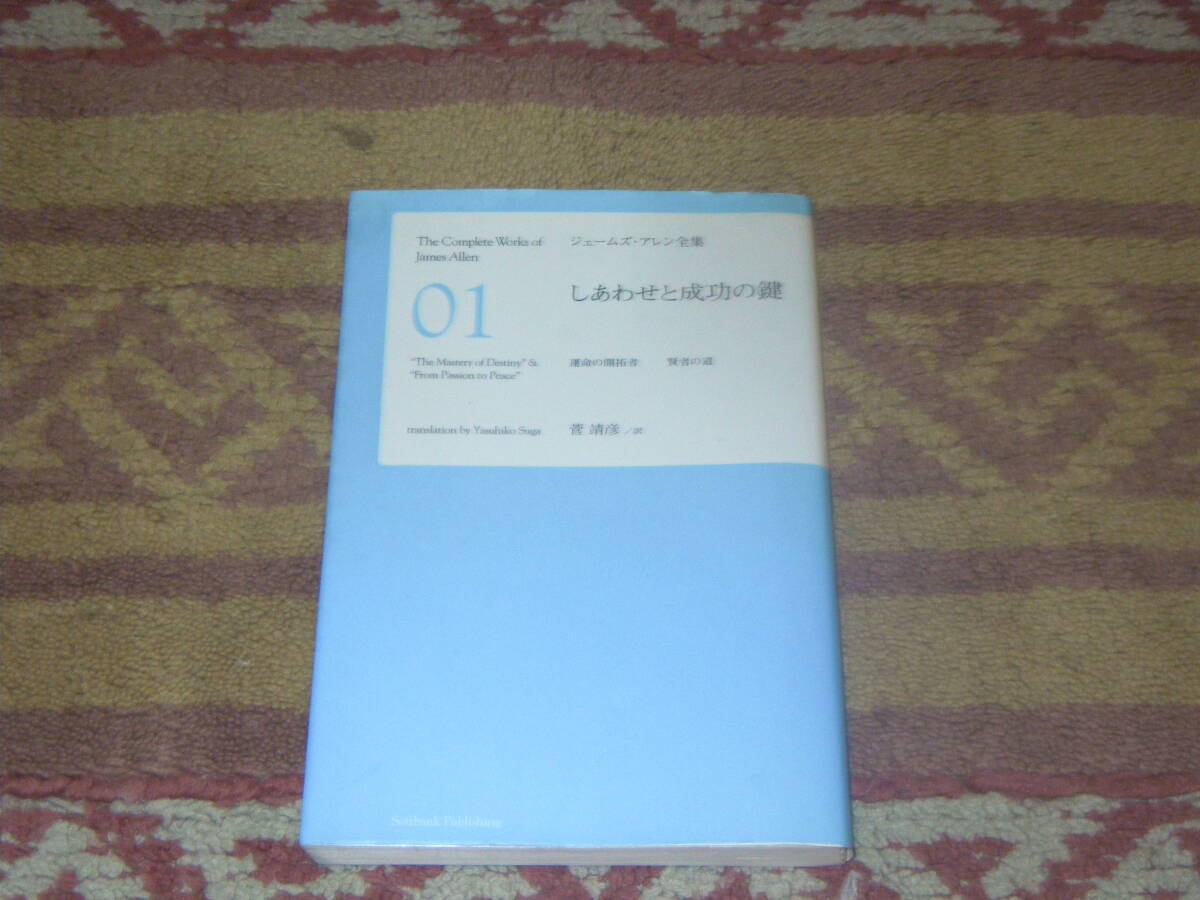 The Complete Works of
James Allen
ジェームズ・アレン全集
01
しあわせと成功の鍵
"The Mastery of Destiny" &
"From Passion to Peace"
運命の開拓者 賢者の道
translation by Yasuhiko Suga
菅 靖彦／訳
Softbank Publishing